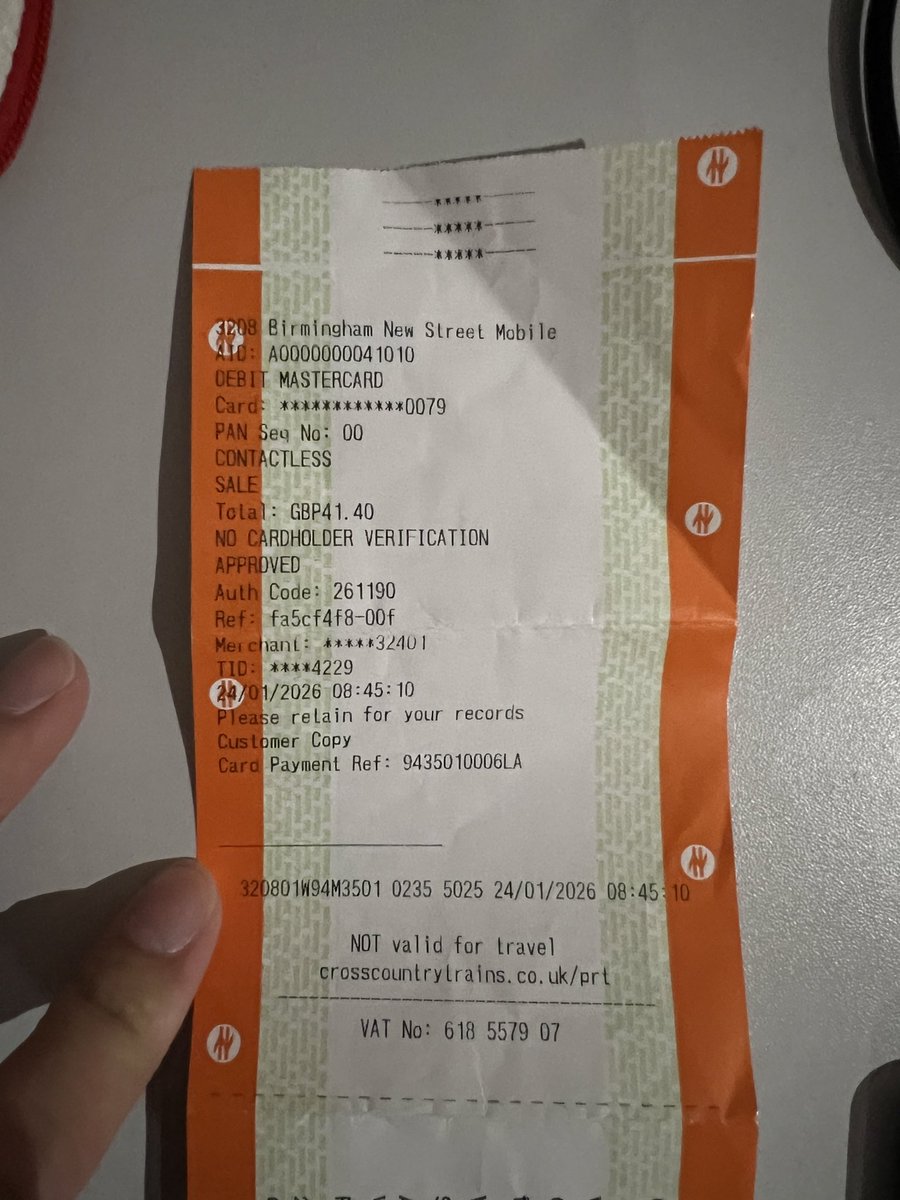 -----*****-----
-----*****-----
-----*****-----
3208 Birmingham New Street Mobile
AID: A0000000041010
DEBIT MASTERCARD
Card: ************0079
PAN Seq No: 00
CONTACTLESS
SALE
Total: GBP41.40
NO CARDHOLDER VERIFICATION
APPROVED
Auth Code: 261190
Ref: fa5cf4f8-00f
Merchant: *****32401
TID: ****4229
24/01/2026 08:45:10
Please retain for your records
Customer Copy
Card Payment Ref: 9435010006LA
320801W94M3501 0235 5025 24/01/2026 08:45:10
NOT valid for travel
crosscountrytrains.co.uk/prt
VAT No: 618 5579 07